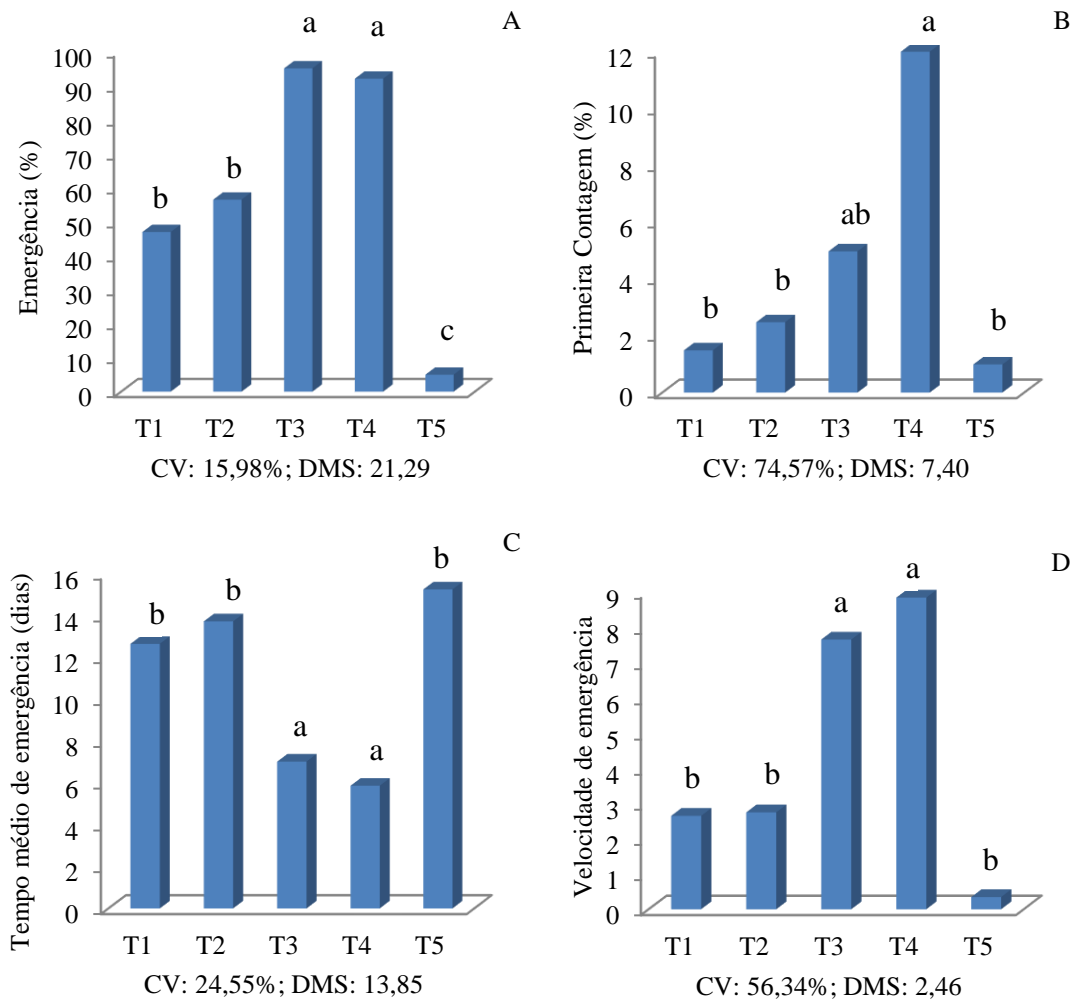 A
a a
b
b
c
Emergência (%)
100
90
80
70
60
50
40
30
20
10
0
T1 T2 T3 T4 T5
CV: 15,98%; DMS: 21,29
B
a
ab
b
b
b
Primeira Contagem (%)
12
10
8
6
4
2
0
T1 T2 T3 T4 T5
CV: 74,57%; DMS: 7,40
C
b
b
b
a
a
Tempo médio de emergência (dias)
16
14
12
10
8
6
4
2
0
T1 T2 T3 T4 T5
CV: 24,55%; DMS: 13,85
D
a
a
b
b
b
Velocidade de emergência
9
8
7
6
5
4
3
2
1
0
T1 T2 T3 T4 T5
CV: 56,34%; DMS: 2,46